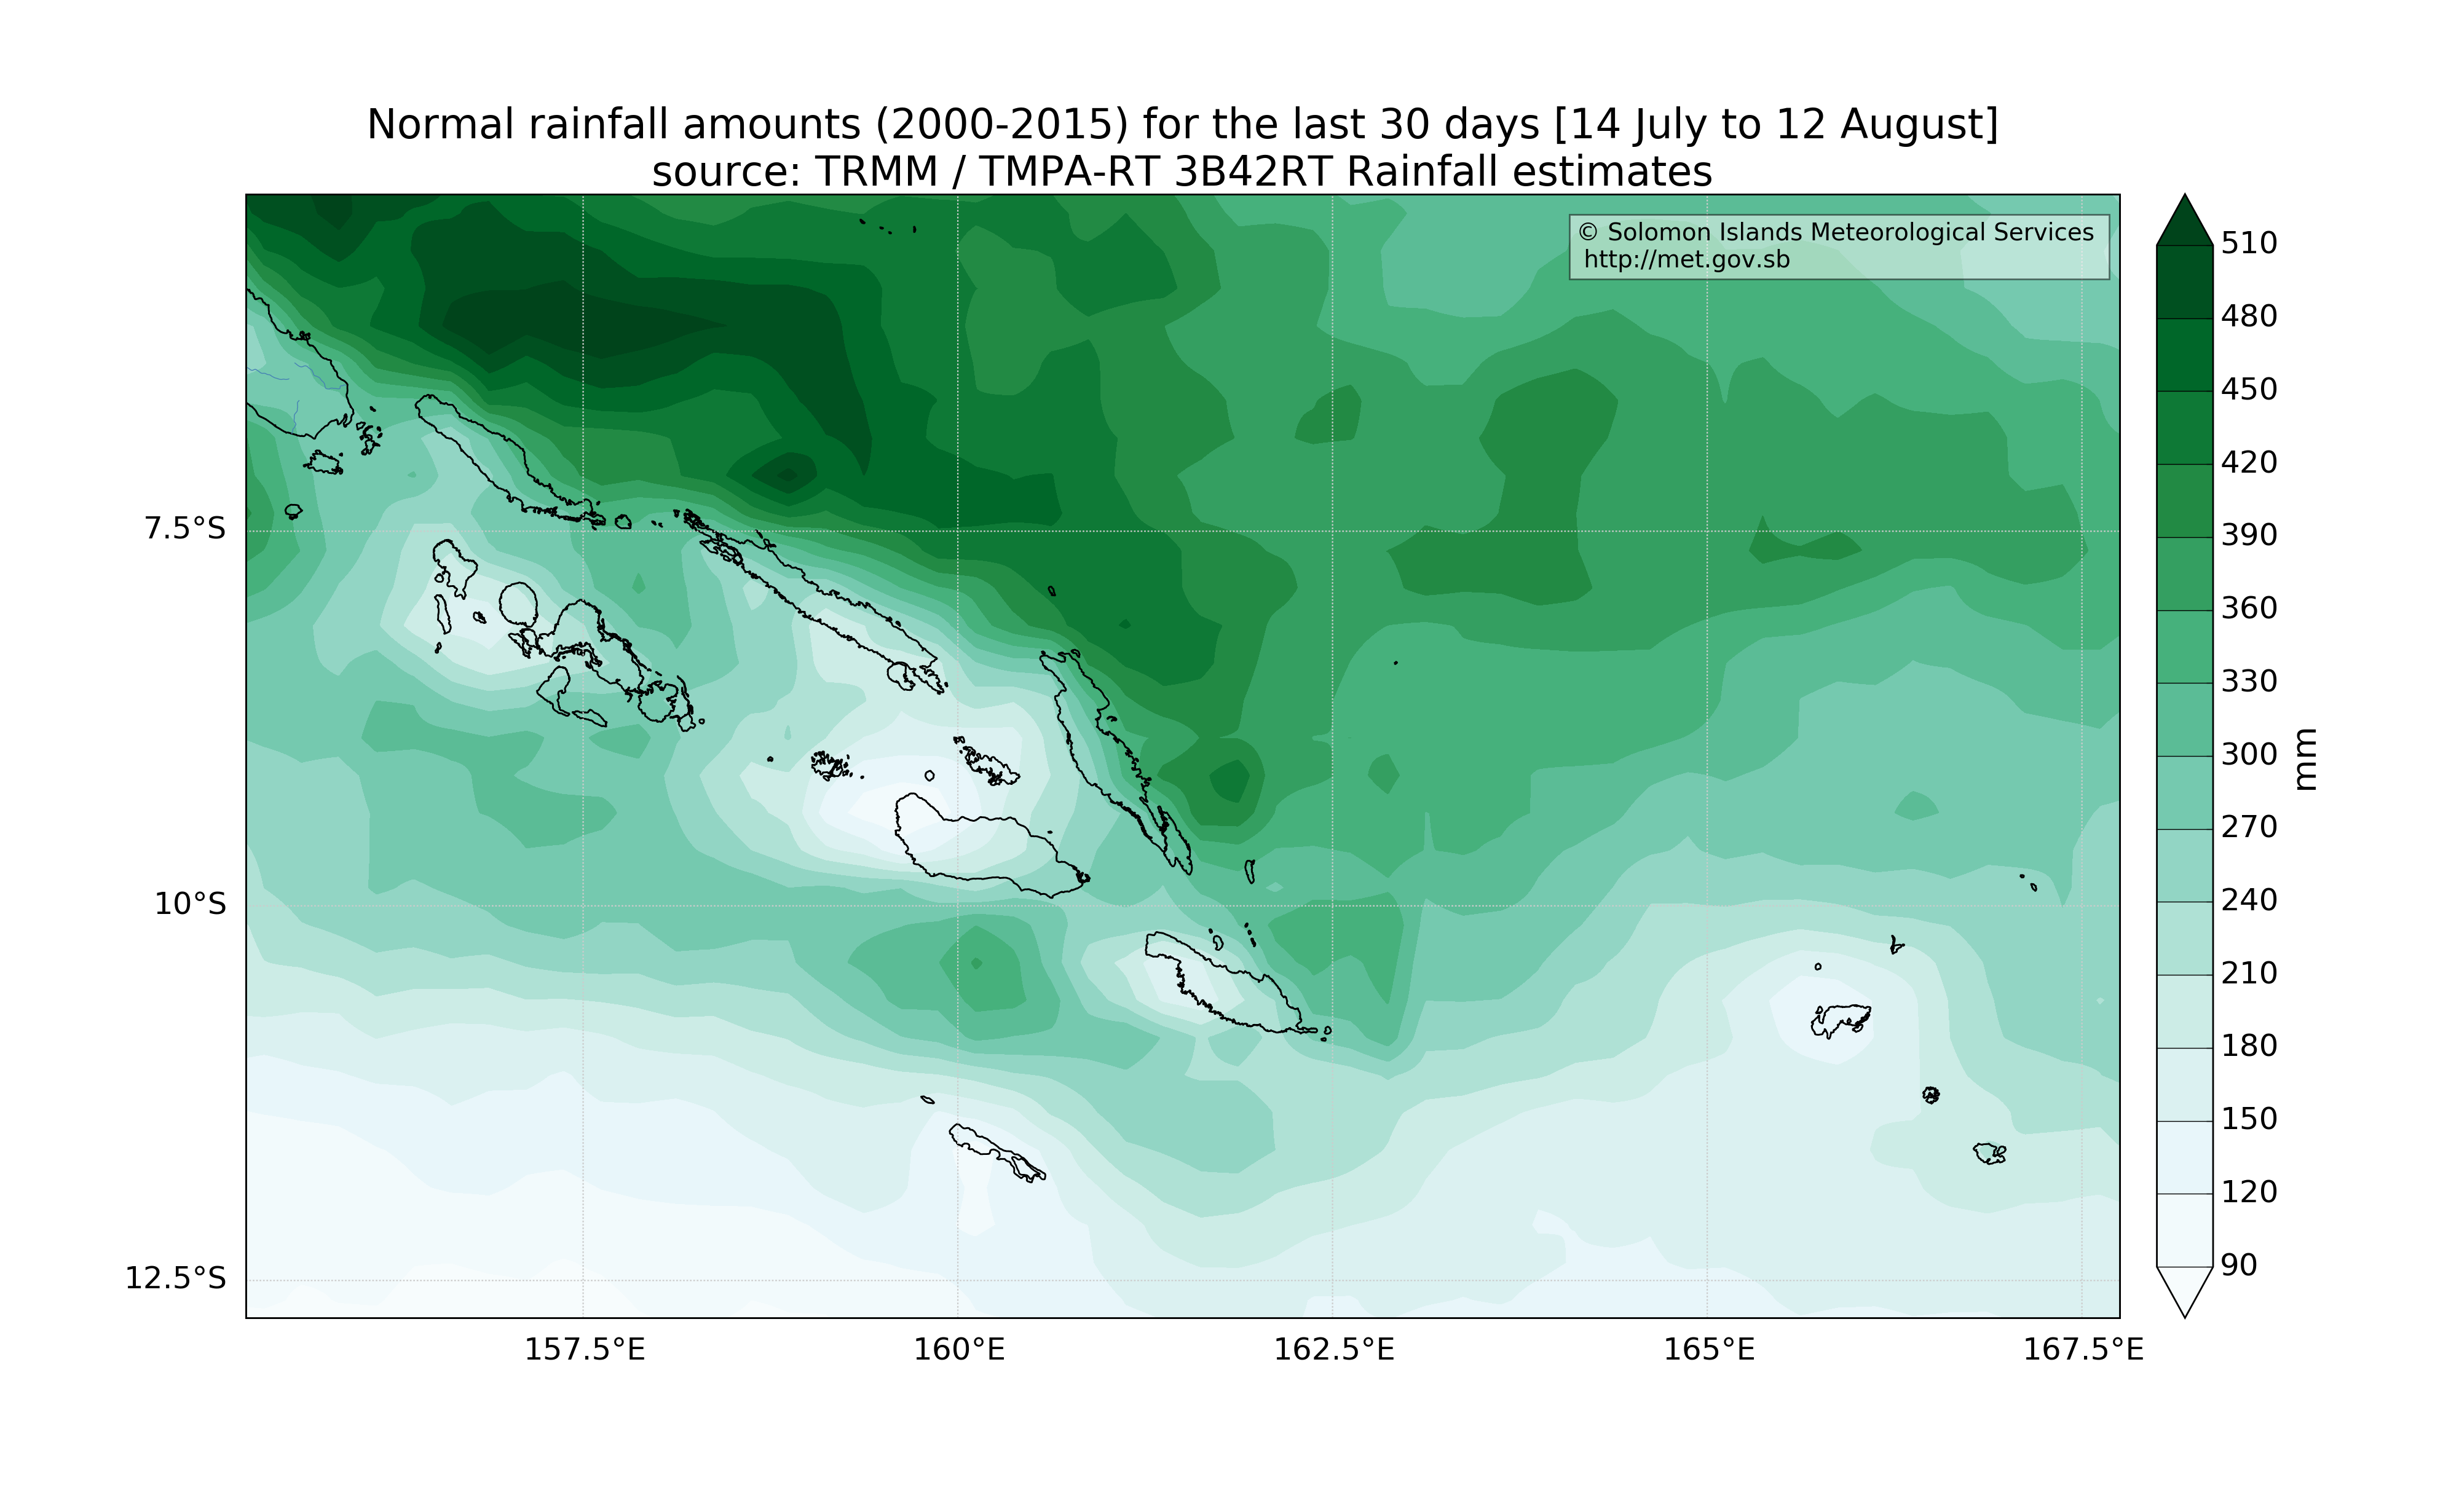 Normal rainfall amounts (2000-2015) for the last 30 days [14 July to 12 August]
source: TRMM / TMPA-RT 3B42RT Rainfall estimates
© Solomon Islands Meteorological Services
http://met.gov.sb
7.5°S
10°S
12.5°S
157.5°E
160°E
162.5°E
165°E
167.5°E
510
480
450
420
390
360
330
300
270
240
210
180
150
120
90
mm